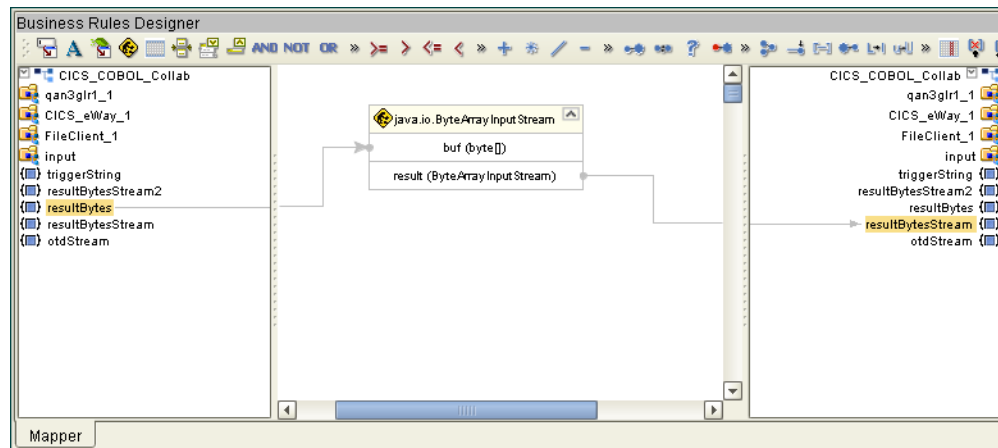 Business Rules Designer
A AND NOT OR » >= > <= < » + * / - » ? » »
CICS_COBOL_Collab
qan3glr1_1
CICS_eWay_1
FileClient_1
input
triggerString
resultBytesStream2
resultBytes
resultBytesStream
otdStream
java.io.ByteArrayInputStream
buf (byte[])
result (ByteArrayInputStream)
CICS_COBOL_Collab
qan3glr1_1
CICS_eWay_1
FileClient_1
input
triggerString
resultBytesStream2
resultBytes
resultBytesStream
otdStream
Mapper